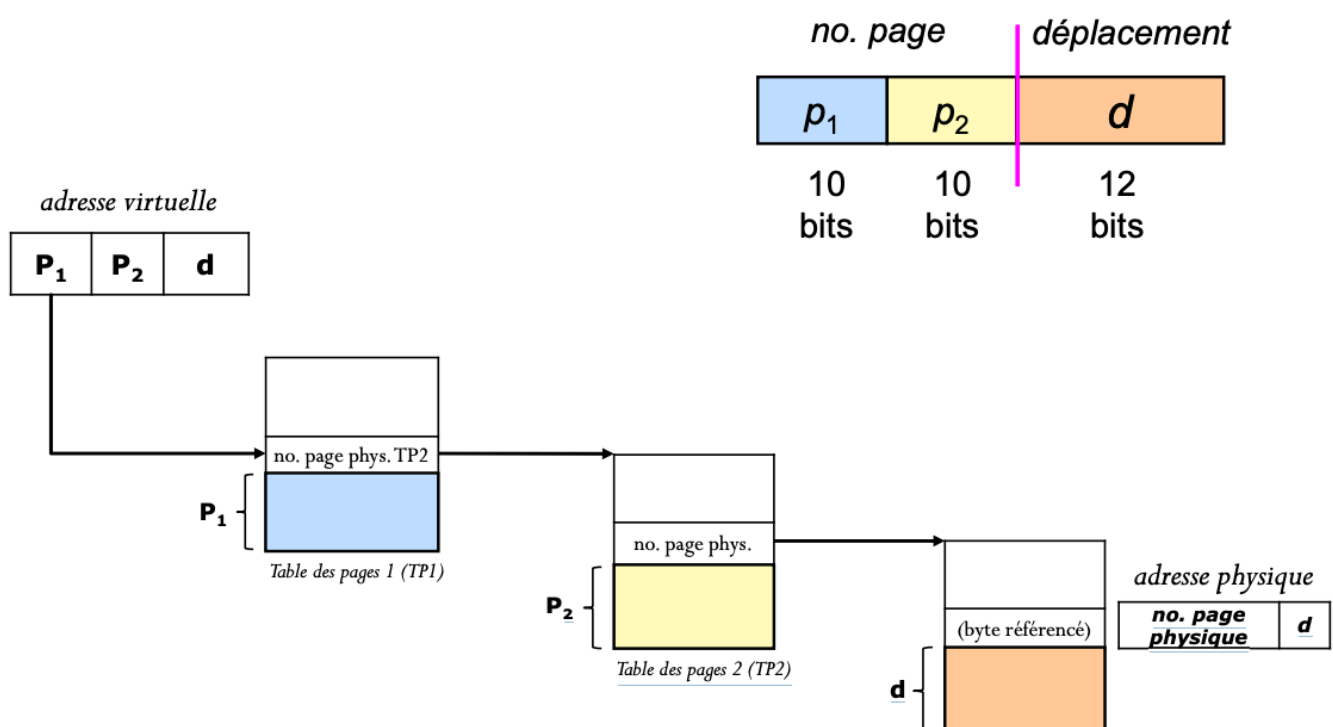 no. page déplacement
p₁ p₂ d
10 bits 10 bits 12 bits
adresse virtuelle
P₁ P₂ d
no. page phys. TP2
P₁
Table des pages 1 (TP1)
no. page phys.
P₂
Table des pages 2 (TP2)
(byte référencé)
d
adresse physique
no. page physique d